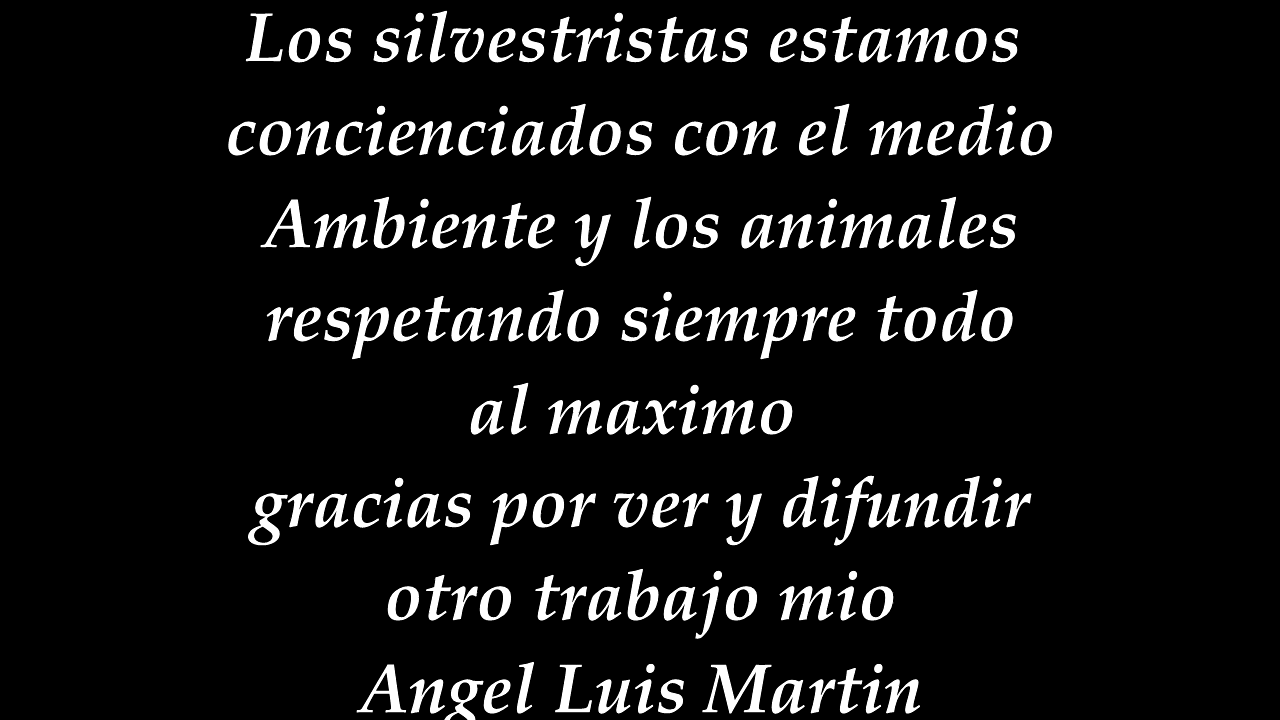 Los silvestristas estamos
concienciados con el medio
Ambiente y los animales
respetando siempre todo
al maximo
gracias por ver y difundir
otro trabajo mio
Angel Luis Martin